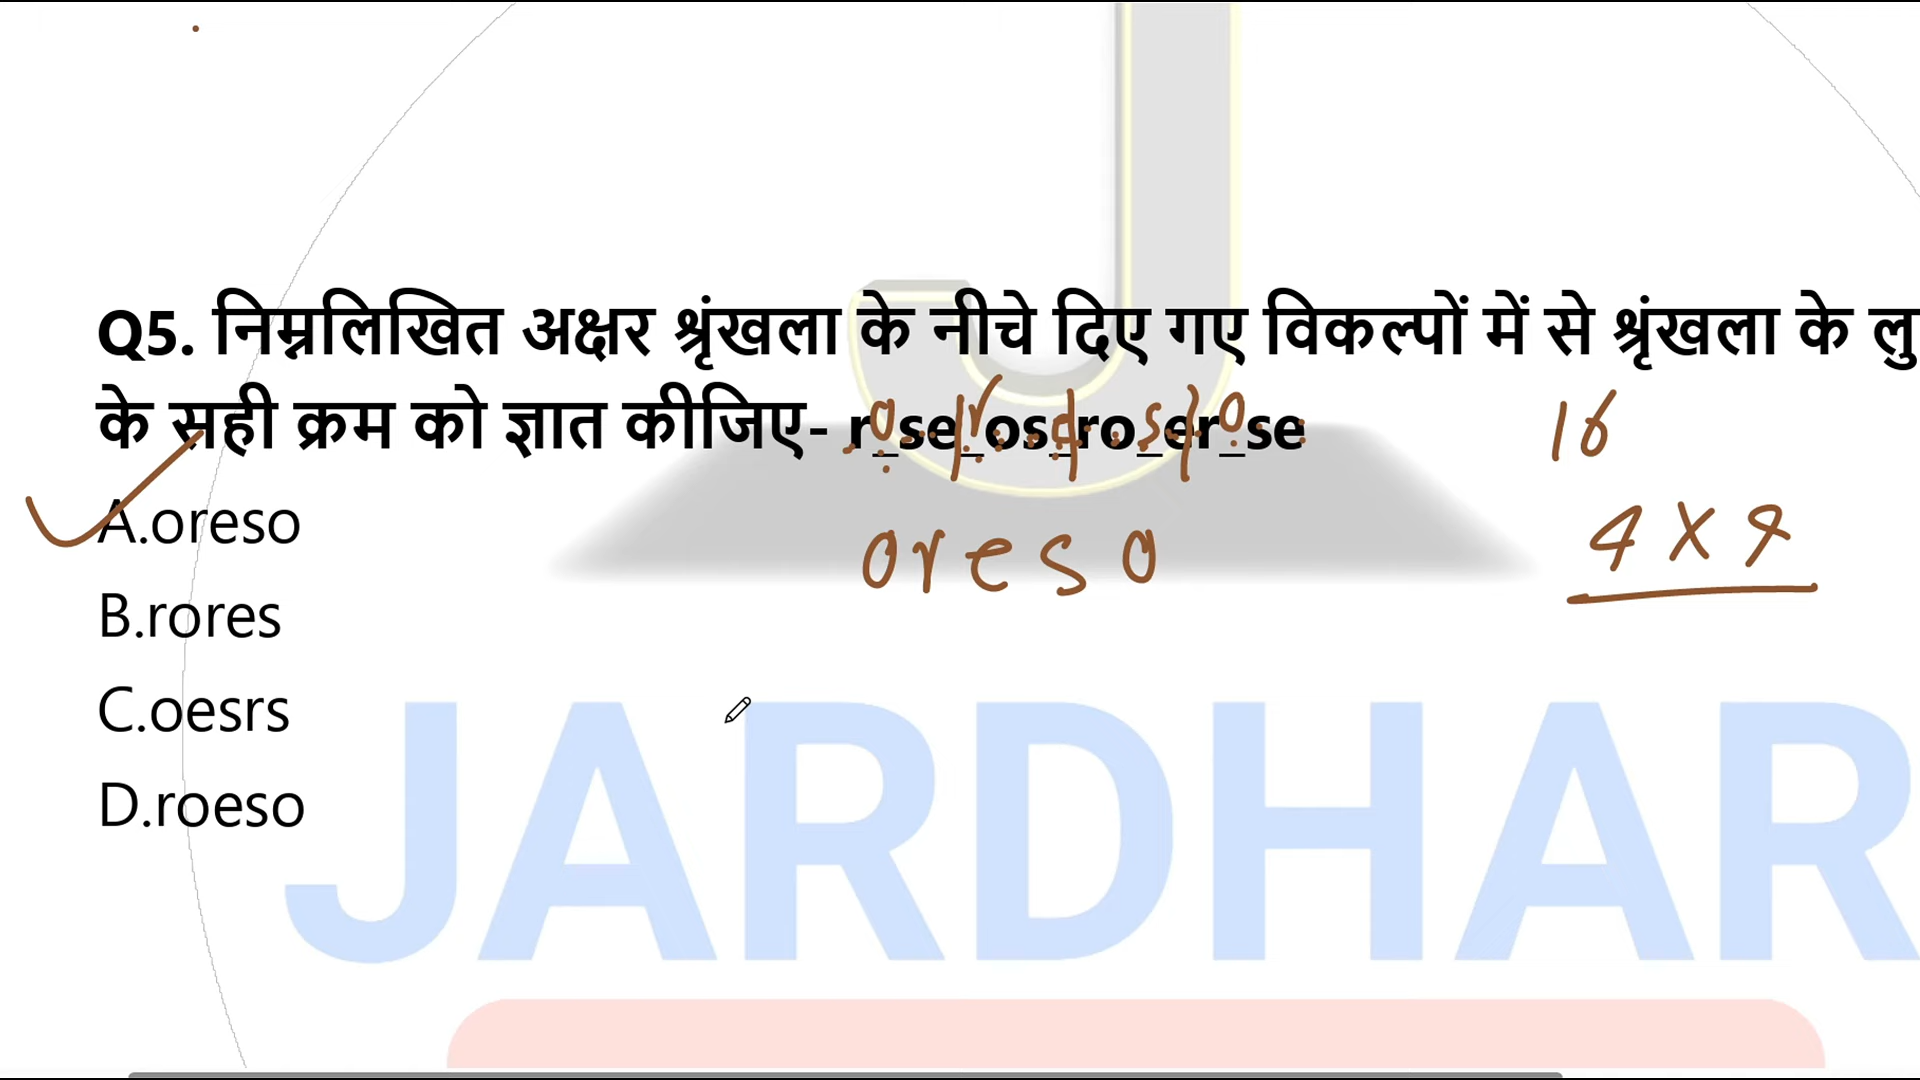 Q5. निम्नलिखित अक्षर श्रृंखला के नीचे दिए गए विकल्पों में से श्रृंखला के लु
के सही क्रम को ज्ञात कीजिए- r_se_os_ro_er_se
o r e s o
16
A.oreso
o r e s o
4 x 4
B.rores
C.oesrs
D.roeso
JARDHAR